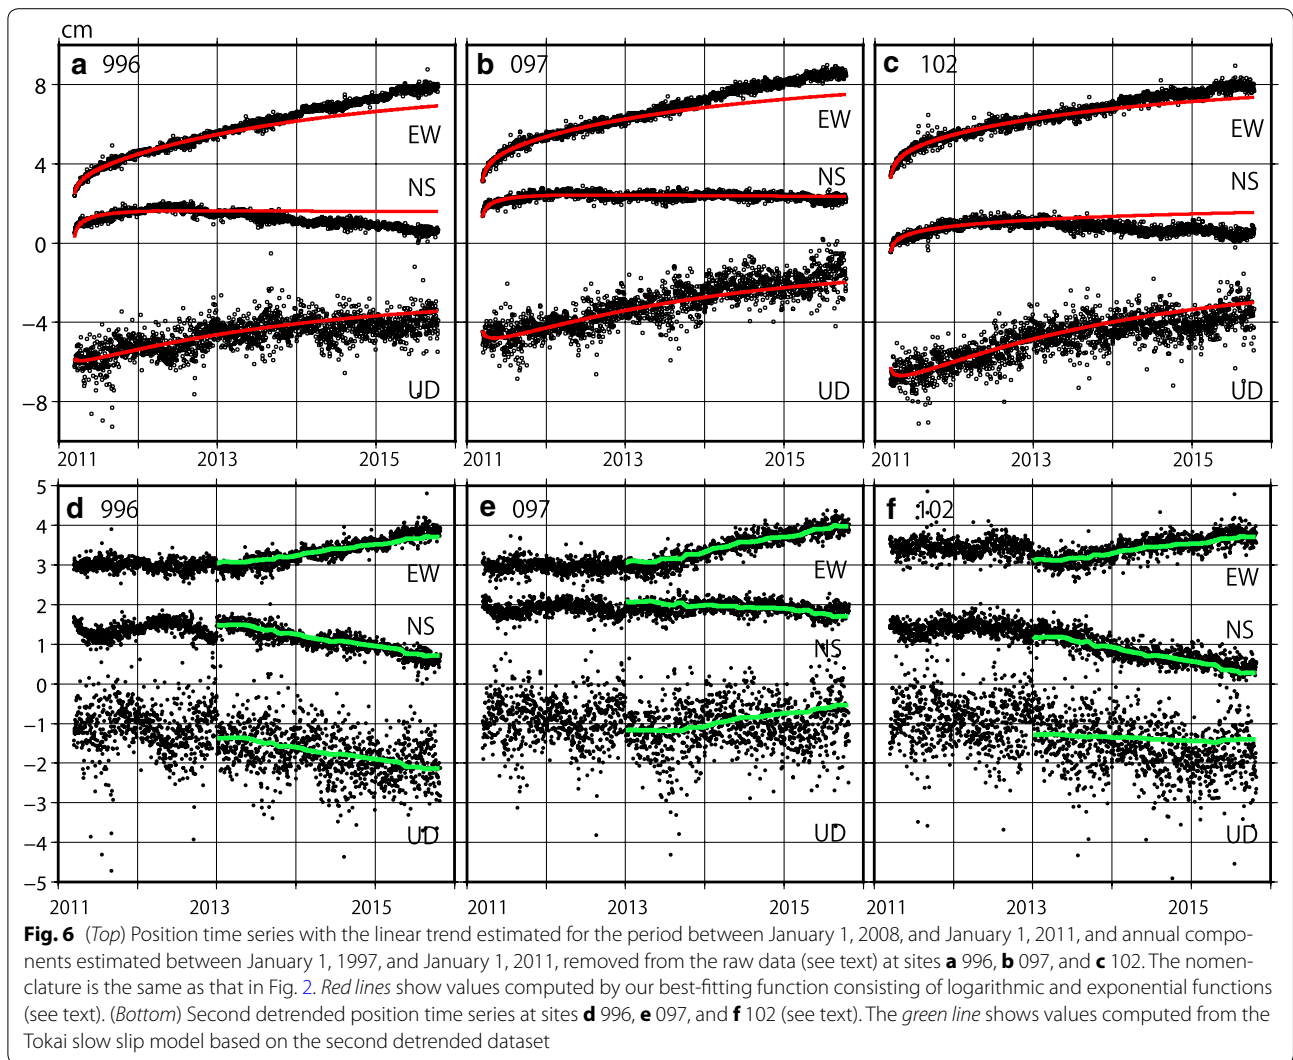 cm
a 996
b 097
c 102
8
4
0
−4
−8
EW
NS
UD
EW
NS
UD
EW
NS
UD
2011 2013 2015
2011 2013 2015
2011 2013 2015
d 996
e 097
f 102
5
4
3
2
1
0
−1
−2
−3
−4
−5
EW
NS
UD
EW
NS
UD
EW
NS
UD
2011 2013 2015
2011 2013 2015
2011 2013 2015
Fig. 6 (Top) Position time series with the linear trend estimated for the period between January 1, 2008, and January 1, 2011, and annual compo-
nents estimated between January 1, 1997, and January 1, 2011, removed from the raw data (see text) at sites a 996, b 097, and c 102. The nomen-
clature is the same as that in Fig. 2. Red lines show values computed by our best-fitting function consisting of logarithmic and exponential functions
(see text). (Bottom) Second detrended position time series at sites d 996, e 097, and f 102 (see text). The green line shows values computed from the
Tokai slow slip model based on the second detrended dataset